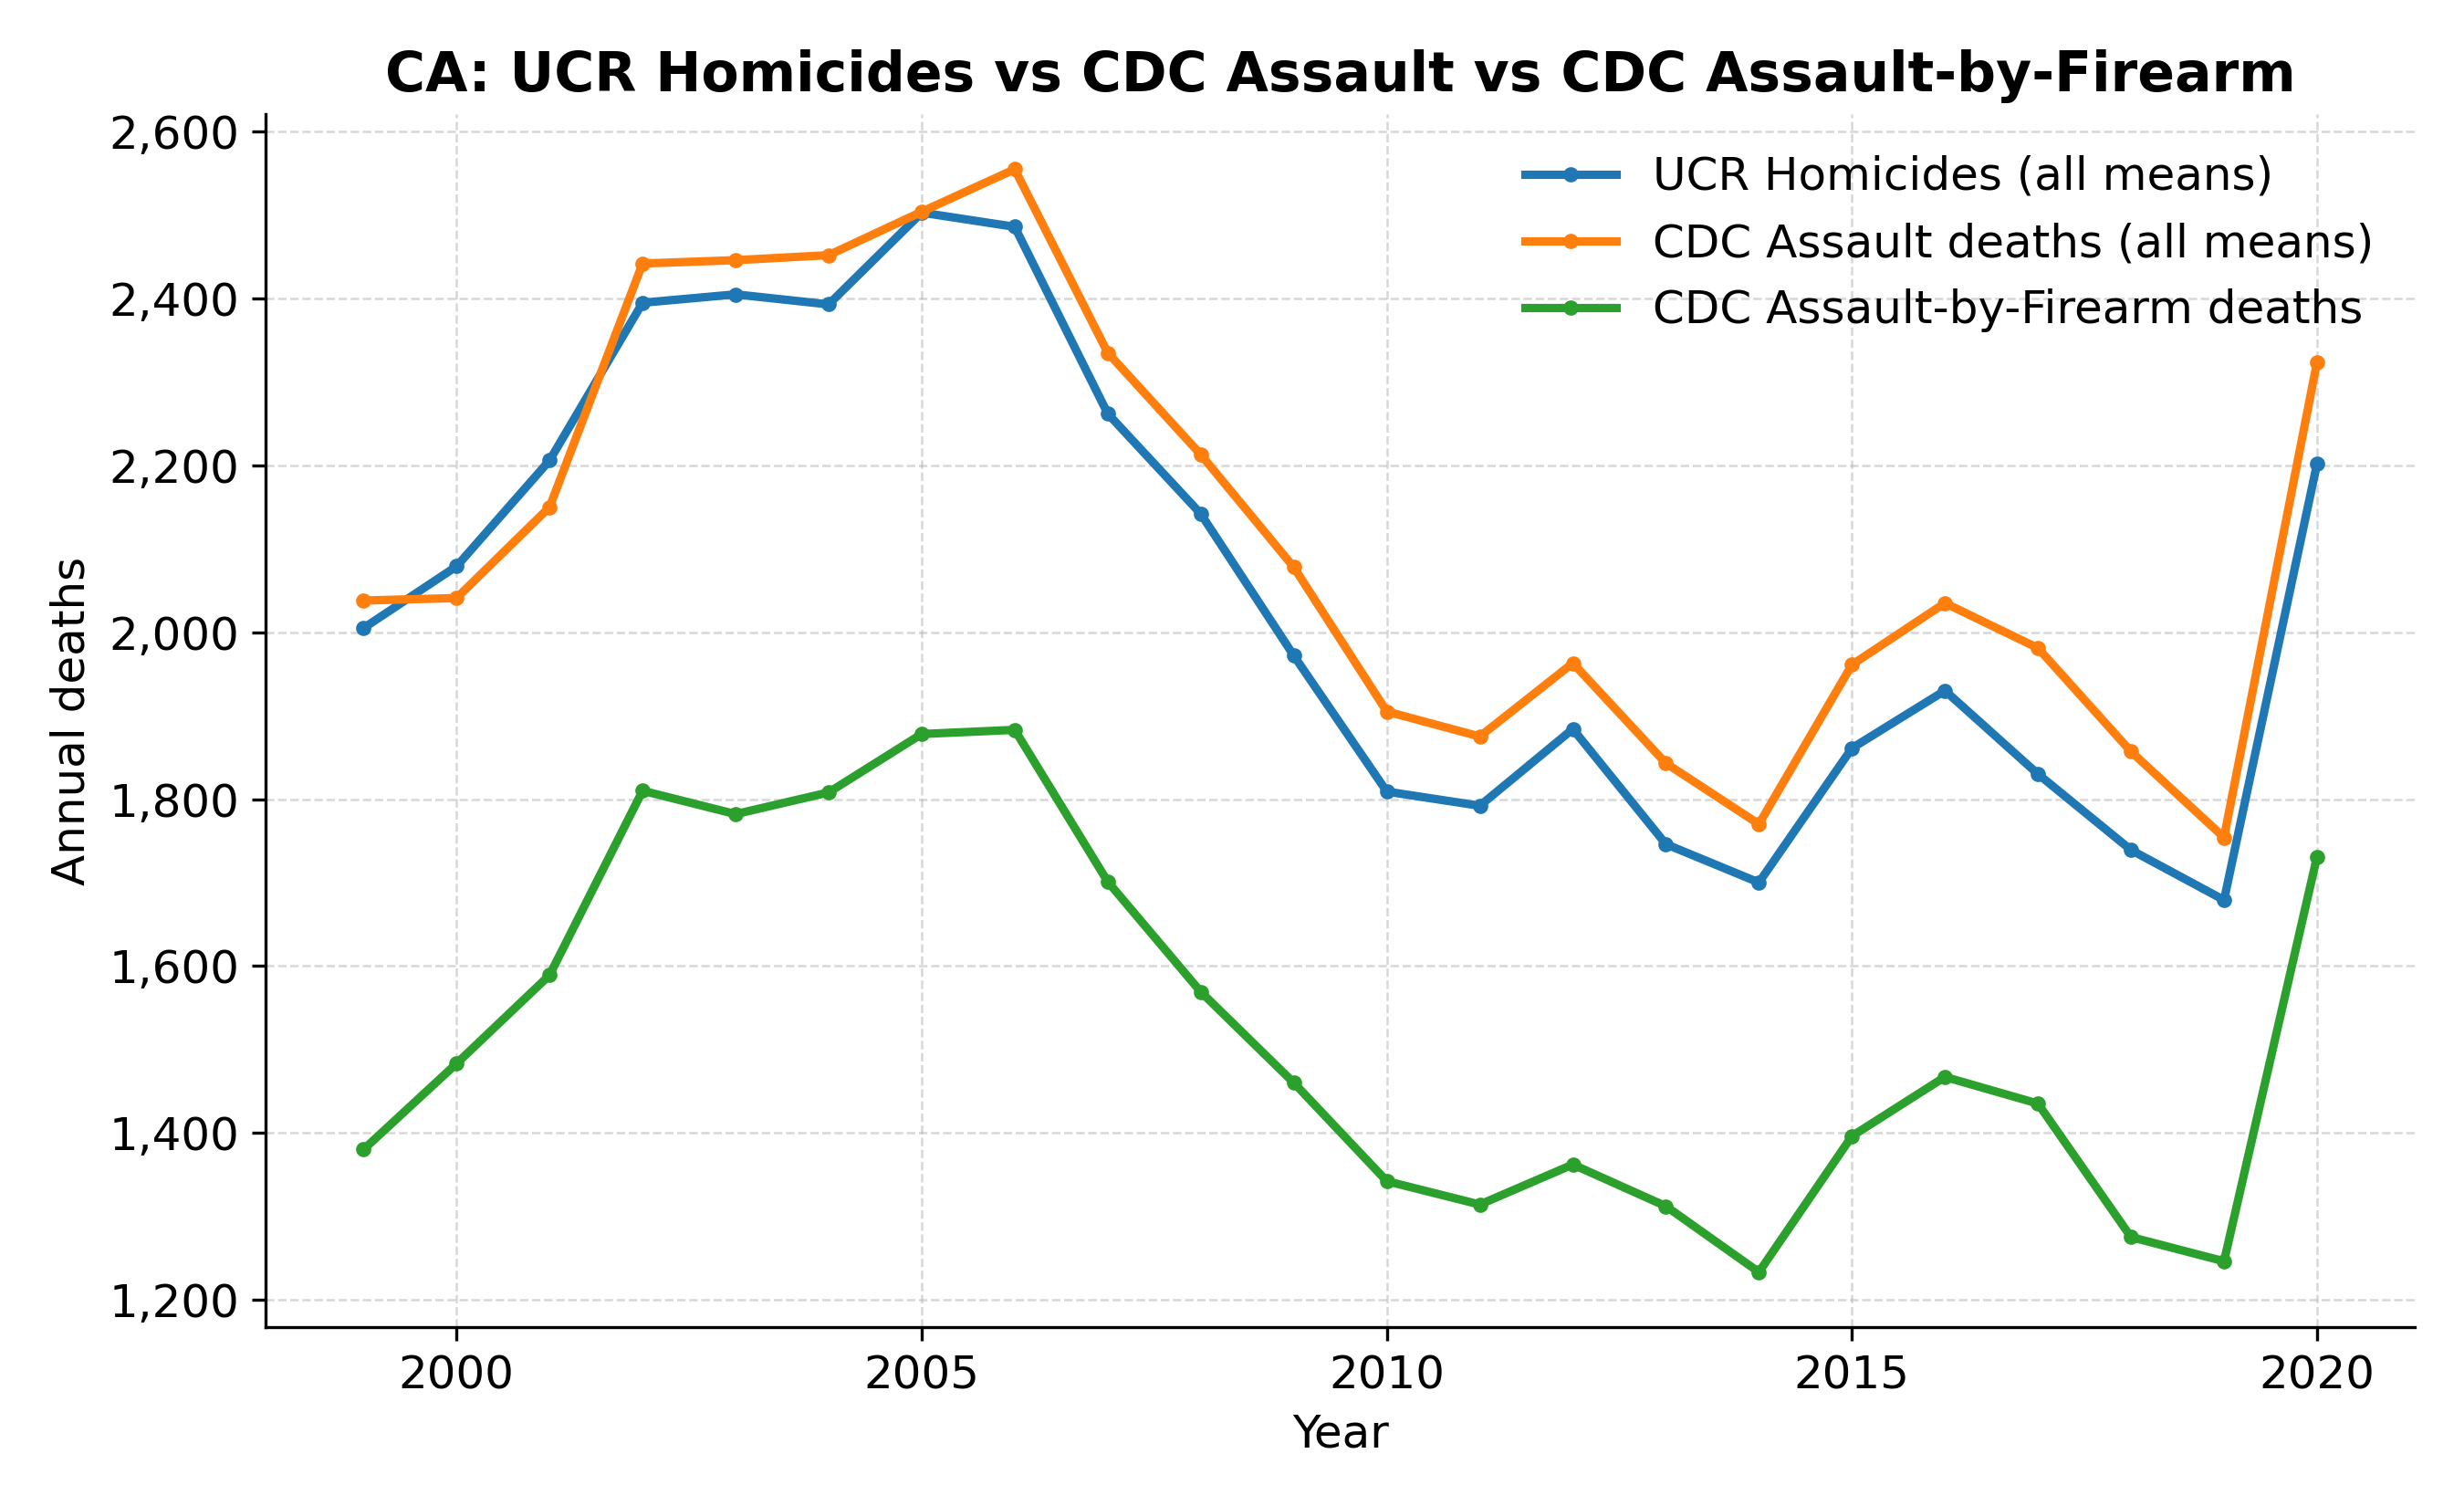 CA: UCR Homicides vs CDC Assault vs CDC Assault-by-Firearm
2,600
2,400
2,200
2,000
1,800
1,600
1,400
1,200
Annual deaths
UCR Homicides (all means)
CDC Assault deaths (all means)
CDC Assault-by-Firearm deaths
2000
2005
2010
2015
2020
Year